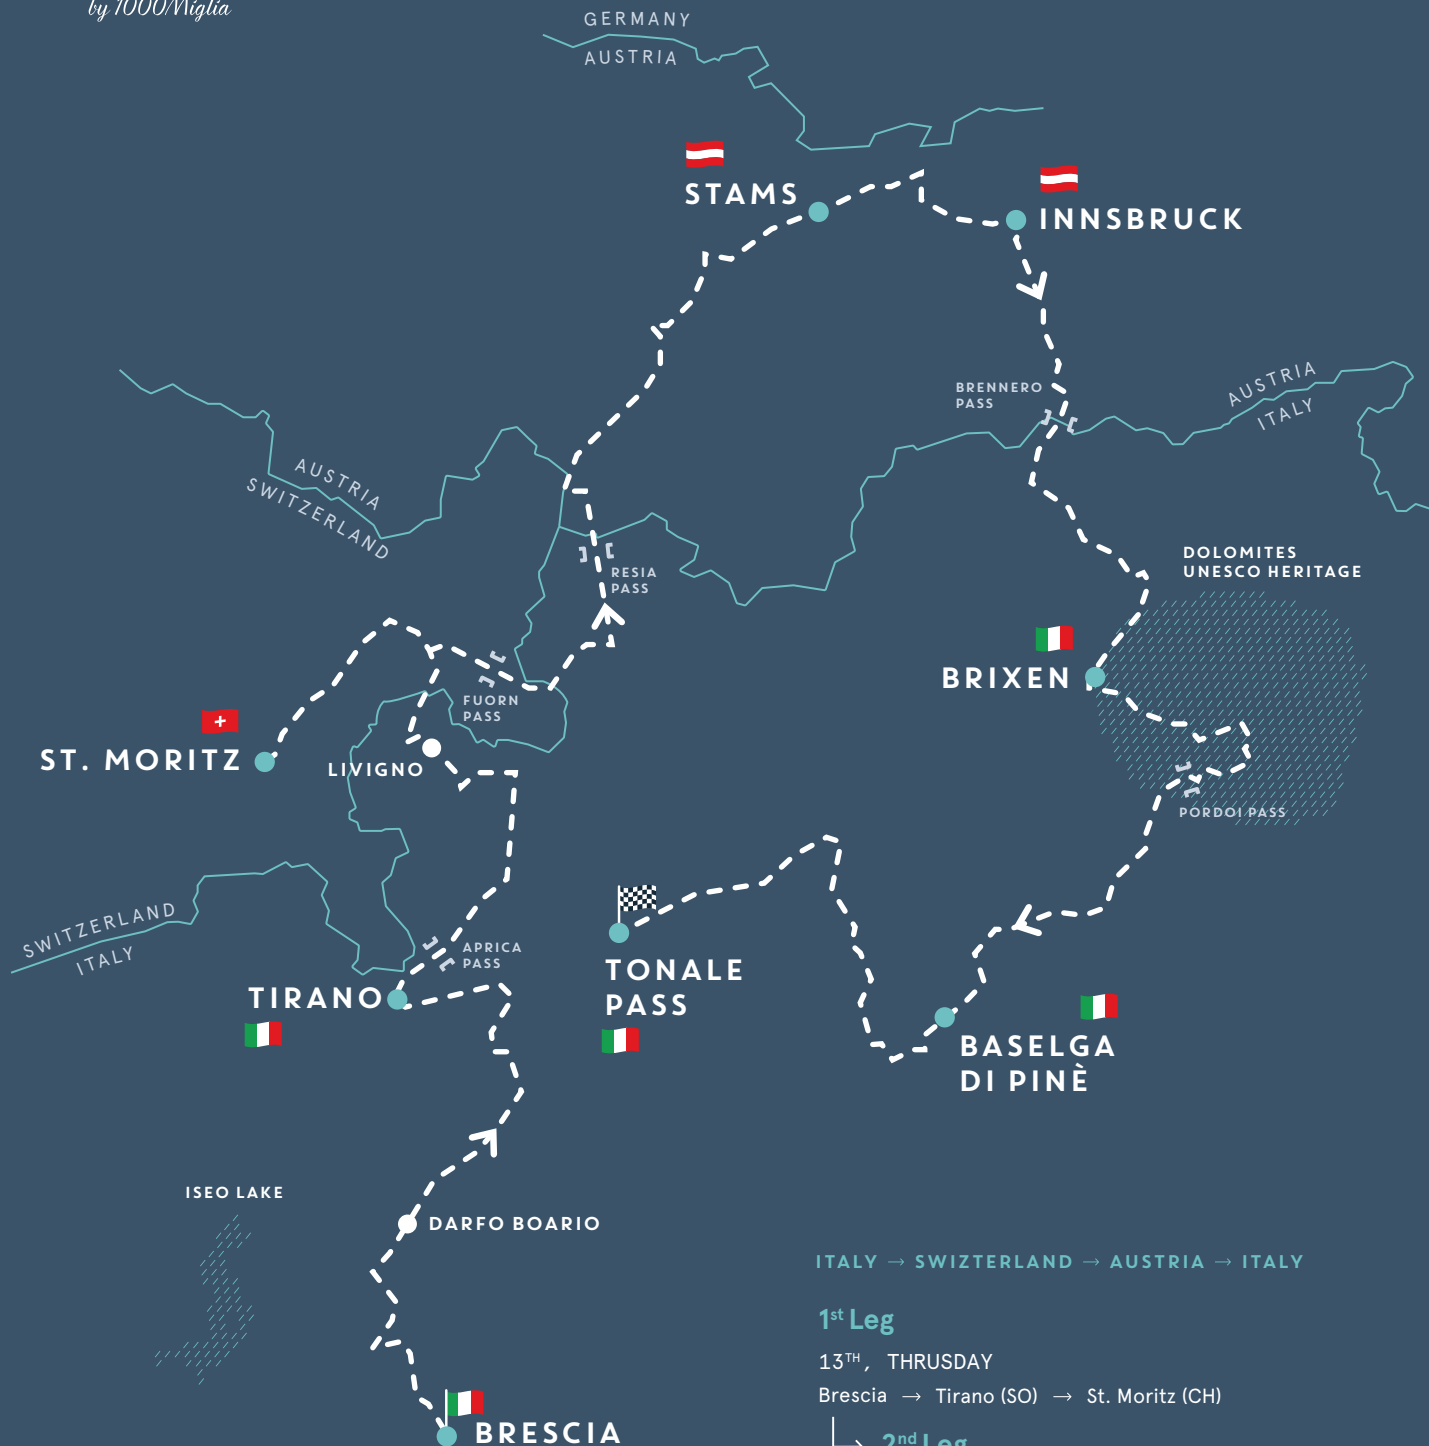 by 1000Miglia
GERMANY
AUSTRIA
STAMS
INNSBRUCK
BRENNERO
PASS
AUSTRIA
ITALY
AUSTRIA
SWITZERLAND
RESIA
PASS
DOLOMITES
UNESCO HERITAGE
BRIXEN
FUORN
PASS
ST. MORITZ
LIVIGNO
PORDOI PASS
SWITZERLAND
ITALY
APRICA
PASS
TIRANO
TONALE
PASS
BASELGA
DI PINÈ
ISEO LAKE
DARFO BOARIO
ITALY → SWIZTERLAND → AUSTRIA → ITALY
1st Leg
13TH, THRUSDAY
Brescia → Tirano (SO) → St. Moritz (CH)
2nd Leg
BRESCIA